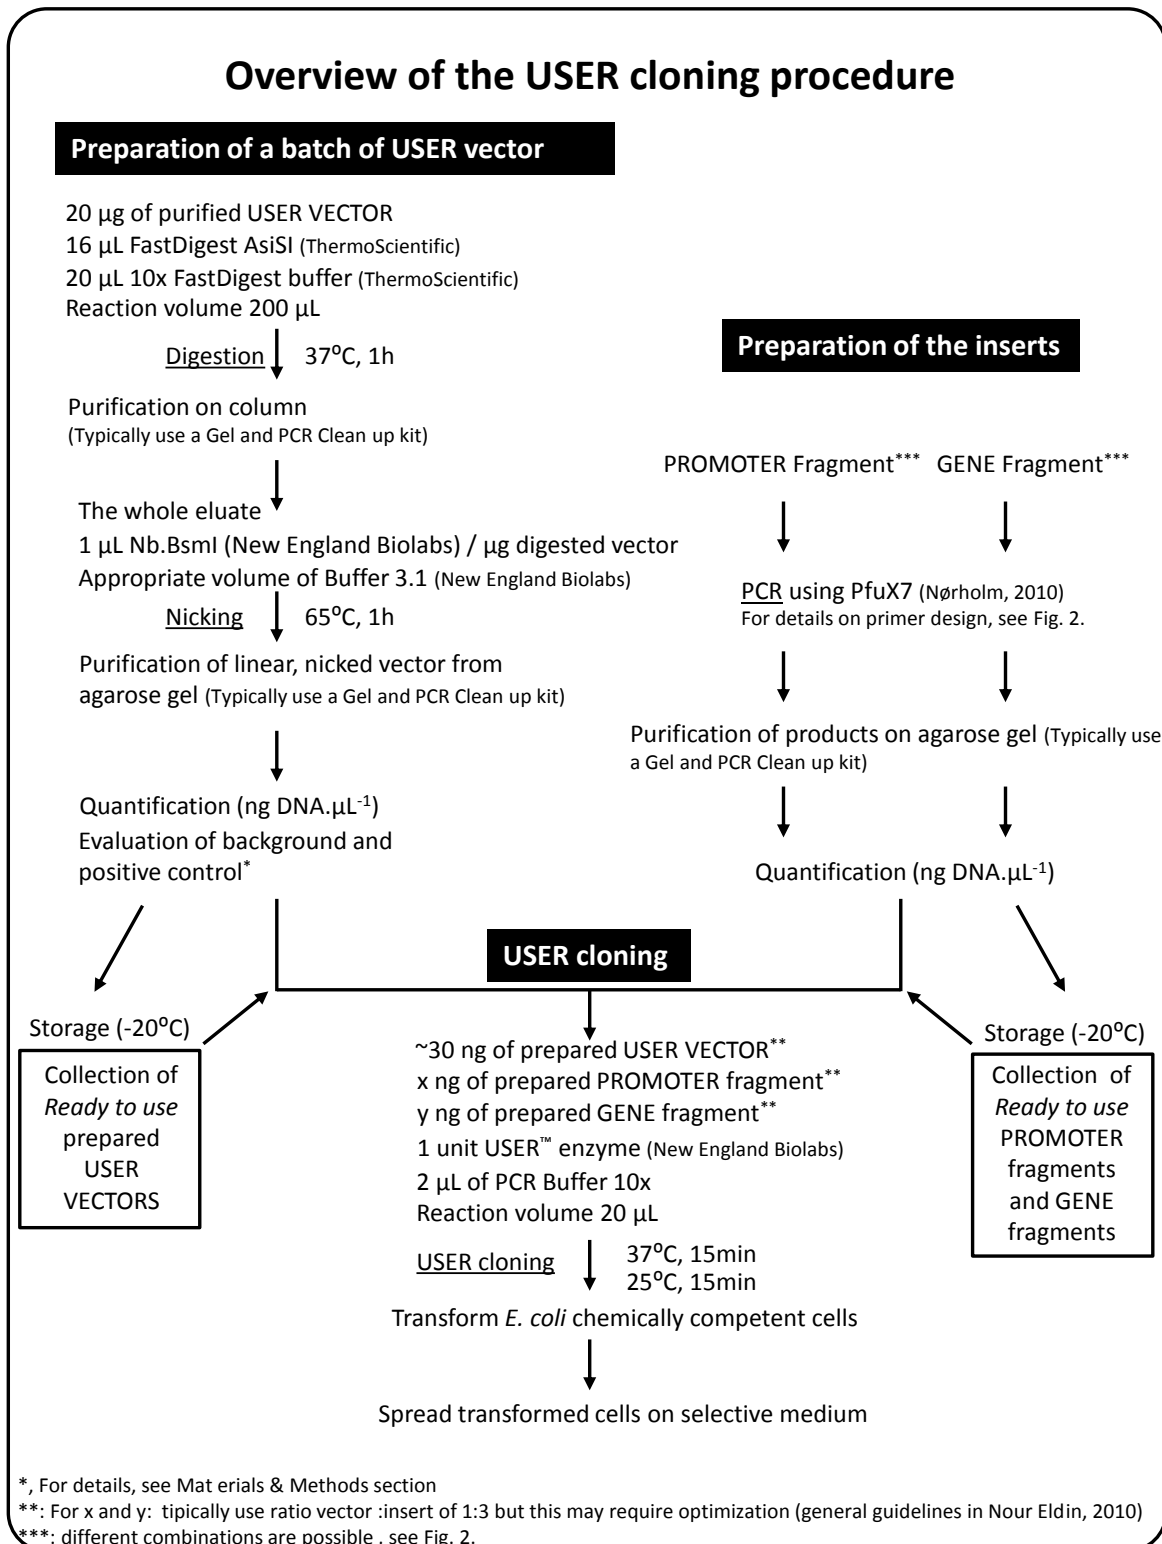 Overview of the USER cloning procedure
Preparation of a batch of USER vector
20 µg of purified USER VECTOR
16 µL FastDigest AsiSI (ThermoScientific)
20 µL 10x FastDigest buffer (ThermoScientific)
Reaction volume 200 µL
Digestion 37°C, 1h
Purification on column
(Typically use a Gel and PCR Clean up kit)
The whole eluate
1 µL Nb.BsmI (New England Biolabs) / µg digested vector
Appropriate volume of Buffer 3.1 (New England Biolabs)
Nicking 65°C, 1h
Purification of linear, nicked vector from
agarose gel (Typically use a Gel and PCR Clean up kit)
Quantification (ng DNA.µL-1)
Evaluation of background and
positive control*
Storage (-20°C)
Collection of
Ready to use
prepared
USER
VECTORS
Preparation of the inserts
PROMOTER Fragment*** GENE Fragment***
PCR using PfuX7 (Nørholm, 2010)
For details on primer design, see Fig. 2.
Purification of products on agarose gel (Typically use
a Gel and PCR Clean up kit)
Quantification (ng DNA.µL-1)
Storage (-20°C)
Collection of
Ready to use
PROMOTER
fragments
and GENE
fragments
USER cloning
~30 ng of prepared USER VECTOR**
x ng of prepared PROMOTER fragment**
y ng of prepared GENE fragment**
1 unit USER™ enzyme (New England Biolabs)
2 µL of PCR Buffer 10x
Reaction volume 20 µL
USER cloning 37°C, 15min
25°C, 15min
Transform E. coli chemically competent cells
Spread transformed cells on selective medium
*, For details, see Mat erials & Methods section
**: For x and y: tipically use ratio vector :insert of 1:3 but this may require optimization (general guidelines in Nour Eldin, 2010)
***: different combinations are possible , see Fig. 2.